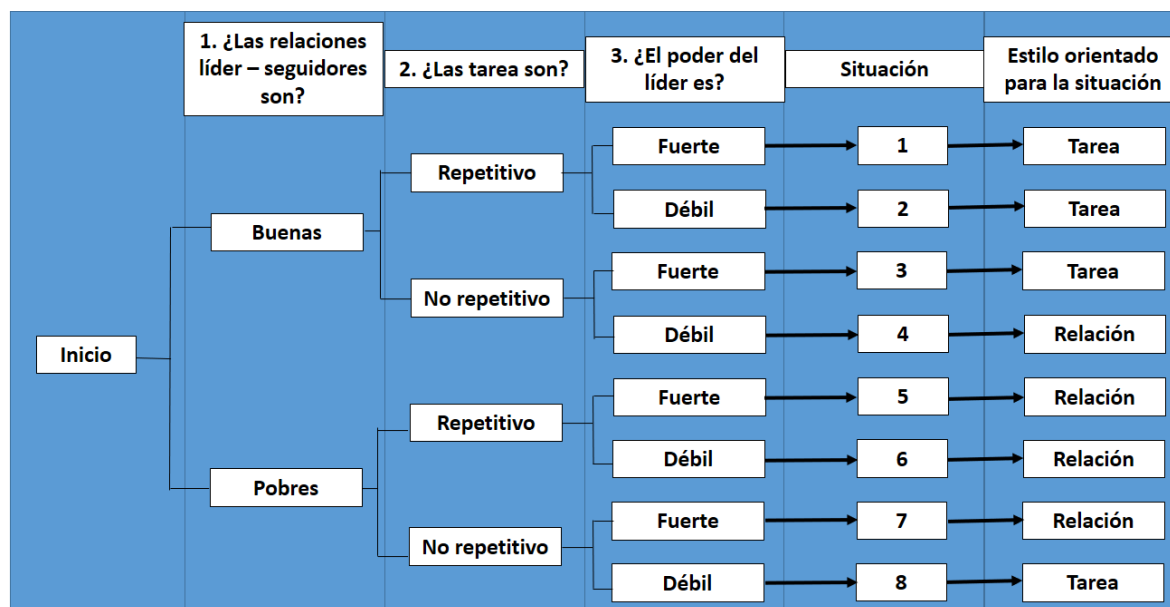 1. ¿Las relaciones
líder – seguidores
son?
2. ¿Las tarea son?
3. ¿El poder del
líder es?
Situación
Estilo orientado
para la situación
Inicio
Buenas
Repetitivo
Fuerte
1
Tarea
Débil
2
Tarea
No repetitivo
Fuerte
3
Tarea
Débil
4
Relación
Pobres
Repetitivo
Fuerte
5
Relación
Débil
6
Relación
No repetitivo
Fuerte
7
Relación
Débil
8
Tarea